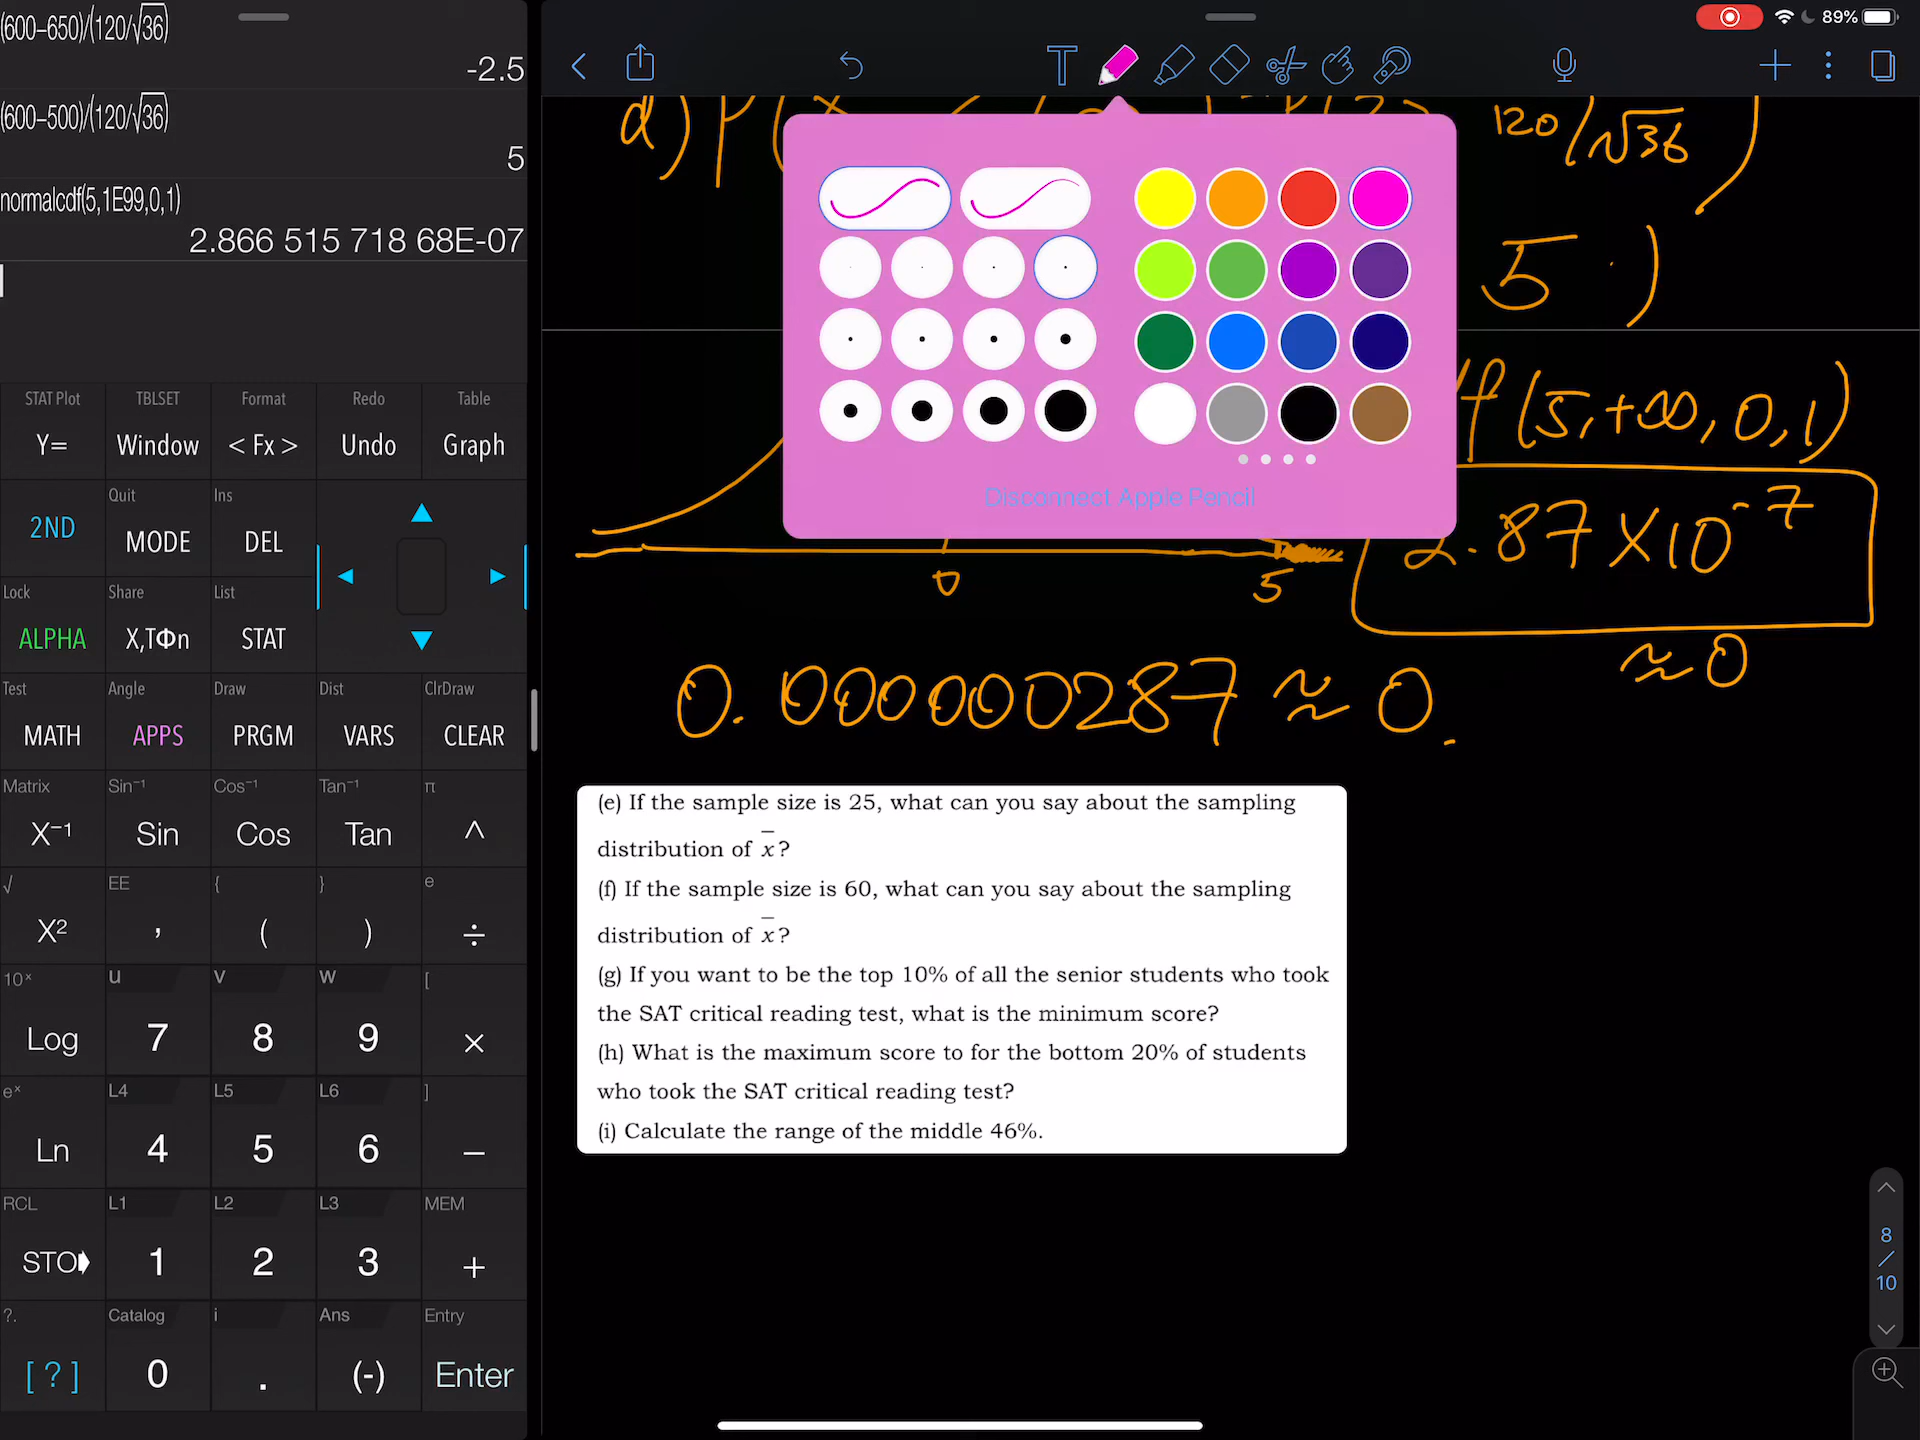 (600–650)/(120/√36)
-2.5
(600–500)/(120/√36)
5
normalcdf(5,1E99,0,1)
2.866 515 718 68E-07
STAT Plot TBLSET Format Redo Table
Y= Window < Fx > Undo Graph
Quit Ins
2ND MODE DEL
Lock Share List
ALPHA X,TΦn STAT
Test Angle Draw Dist ClrDraw
MATH APPS PRGM VARS CLEAR
Matrix Sin⁻¹ Cos⁻¹ Tan⁻¹ π
X⁻¹ Sin Cos Tan ^
√ EE { } e
X² , ( ) ÷
10ˣ u v w [
Log 7 8 9 ×
eˣ L4 L5 L6 ]
Ln 4 5 6 –
RCL L1 L2 L3 MEM
STO 1 2 3 +
?. Catalog i Ans Entry
[ ? ] 0 . (-) Enter
89%
T
d) P(
120/√36 )
5 )
Disconnect Apple Pencil
f (5, +∞, 0, 1)
2.87 X 10⁻⁷
0 5
≈ 0
0.000000287 ≈ 0.
(e) If the sample size is 25, what can you say about the sampling
distribution of x̅?
(f) If the sample size is 60, what can you say about the sampling
distribution of x̅?
(g) If you want to be the top 10% of all the senior students who took
the SAT critical reading test, what is the minimum score?
(h) What is the maximum score to for the bottom 20% of students
who took the SAT critical reading test?
(i) Calculate the range of the middle 46%.
8
/
10